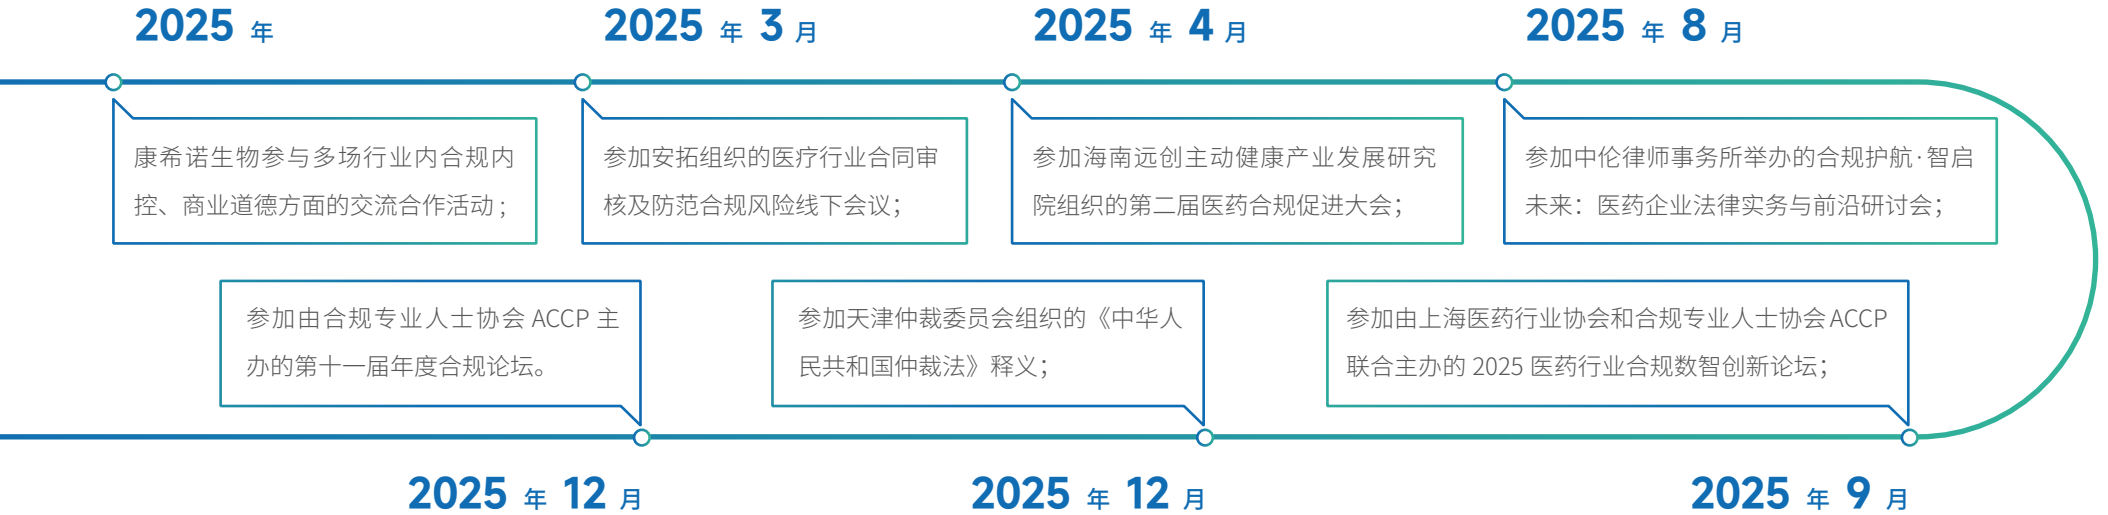 2025 年
康希诺生物参与多场行业内合规内
控、商业道德方面的交流合作活动；
2025 年 3 月
参加安拓组织的医疗行业合同审
核及防范合规风险线下会议；
2025 年 4 月
参加海南远创主动健康产业发展研究
院组织的第二届医药合规促进大会；
2025 年 8 月
参加中伦律师事务所举办的合规护航·智启
未来：医药企业法律实务与前沿研讨会；
参加由上海医药行业协会和合规专业人士协会 ACCP
联合主办的 2025 医药行业合规数智创新论坛；
2025 年 9 月
参加天津仲裁委员会组织的《中华人
民共和国仲裁法》释义；
2025 年 12 月
参加由合规专业人士协会 ACCP 主
办的第十一届年度合规论坛。
2025 年 12 月